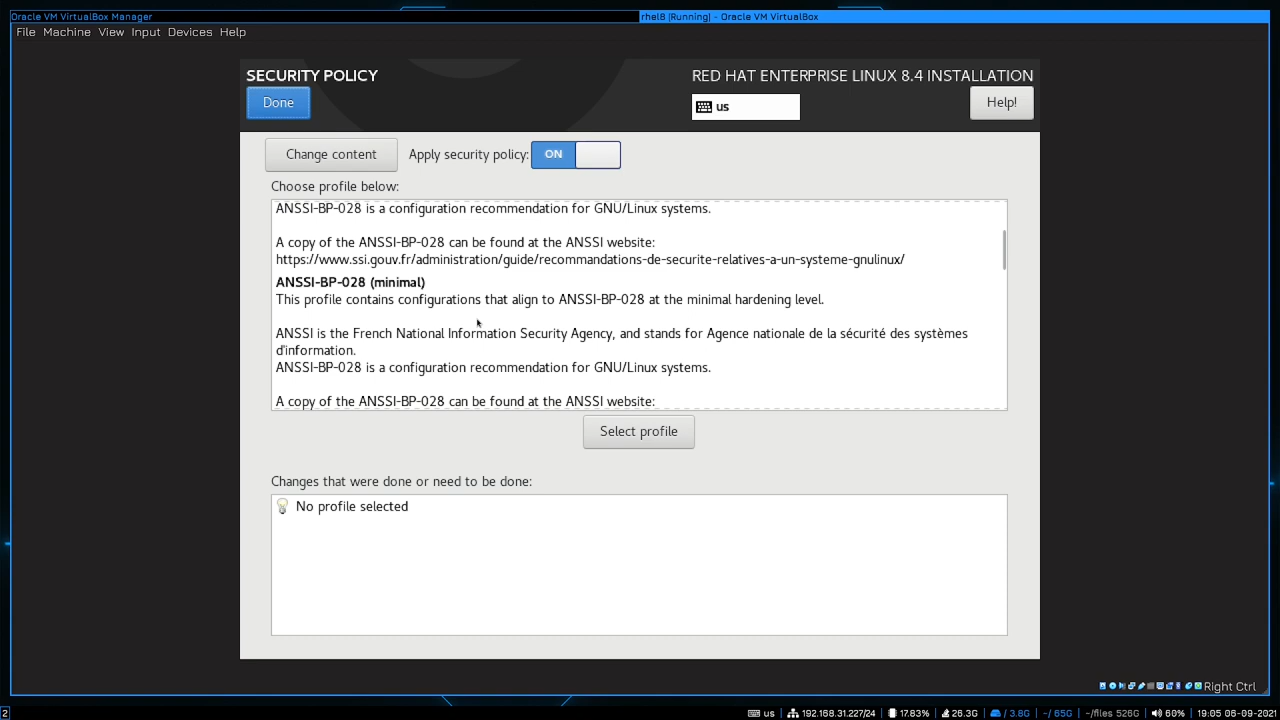 Oracle VM VirtualBox Manager
rhel8 [Running] - Oracle VM VirtualBox
File Machine View Input Devices Help
SECURITY POLICY
RED HAT ENTERPRISE LINUX 8.4 INSTALLATION
Done
us
Help!
Change content
Apply security policy:
ON
Choose profile below:
ANSSI-BP-028 is a configuration recommendation for GNU/Linux systems.
A copy of the ANSSI-BP-028 can be found at the ANSSI website:
https://www.ssi.gouv.fr/administration/guide/recommandations-de-securite-relatives-a-un-systeme-gnulinux/
ANSSI-BP-028 (minimal)
This profile contains configurations that align to ANSSI-BP-028 at the minimal hardening level.
ANSSI is the French National Information Security Agency, and stands for Agence nationale de la sécurité des systèmes
d'information.
ANSSI-BP-028 is a configuration recommendation for GNU/Linux systems.
A copy of the ANSSI-BP-028 can be found at the ANSSI website:
Select profile
Changes that were done or need to be done:
No profile selected
Right Ctrl
2
us 192.168.31.227/24 17.83% 26.3G / 3.8G ~/ 65G ~/files 526G 60% 19:05 06-09-2021